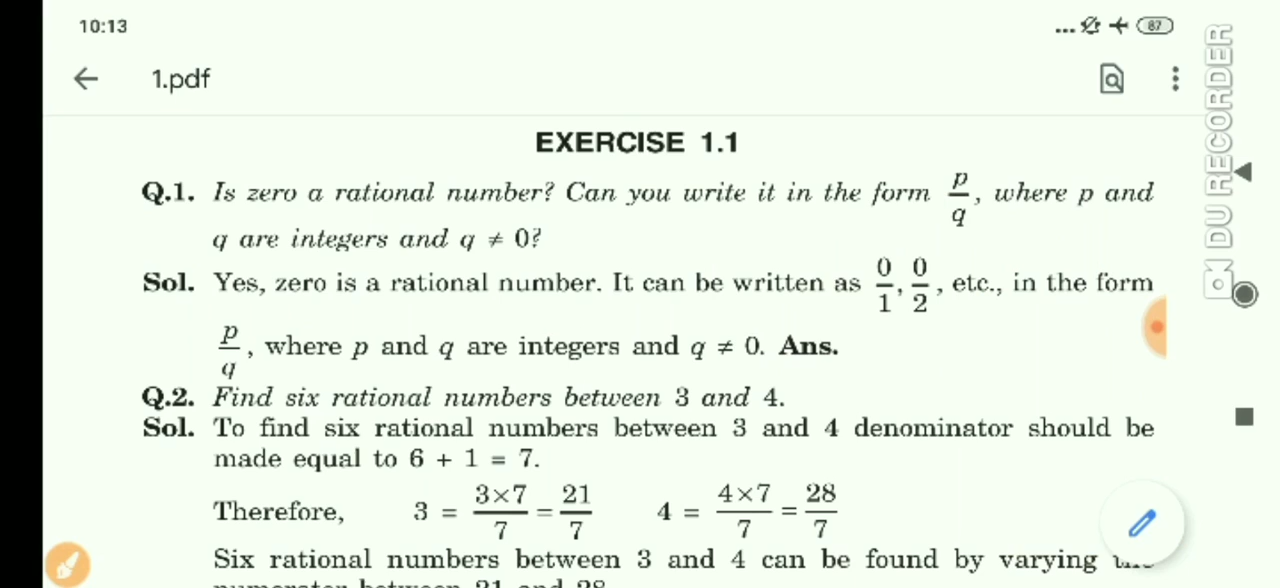 10:13
... 87
1.pdf
EXERCISE 1.1
Q.1. Is zero a rational number? Can you write it in the form p/q, where p and
q are integers and q ≠ 0?
Sol. Yes, zero is a rational number. It can be written as 0/1, 0/2, etc., in the form
p/q, where p and q are integers and q ≠ 0. Ans.
Q.2. Find six rational numbers between 3 and 4.
Sol. To find six rational numbers between 3 and 4 denominator should be
made equal to 6 + 1 = 7.
Therefore, 3 = 3×7/7 = 21/7 4 = 4×7/7 = 28/7
Six rational numbers between 3 and 4 can be found by varying
DU RECORDER